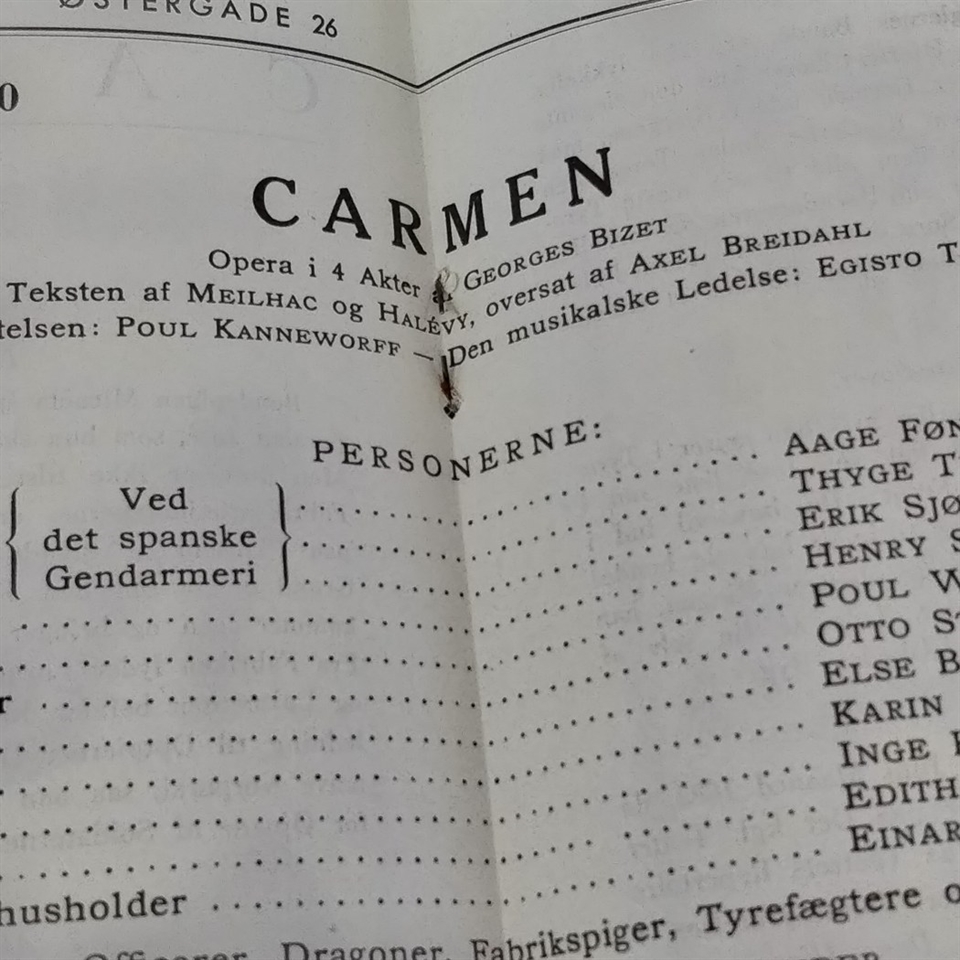 ØSTERGADE 26
0
CARMEN
Opera i 4 Akter GEORGES BIZET
Teksten af MEILHAC og HALÉVY, oversat af AXEL BREIDAHL
telsen: POUL KANNEWORFF — Den musikalske Ledelse: EGISTO T
PERSONERNE:
Ved
det spanske
Gendarmeri
AAGE FØN
THYGE T
ERIK SJØ
HENRY S
POUL W
OTTO S
r
ELSE B
KARIN
INGE
EDITH
EINAR
husholder
Officerer, Dragoner, Fabrikspiger, Tyrefægtere o